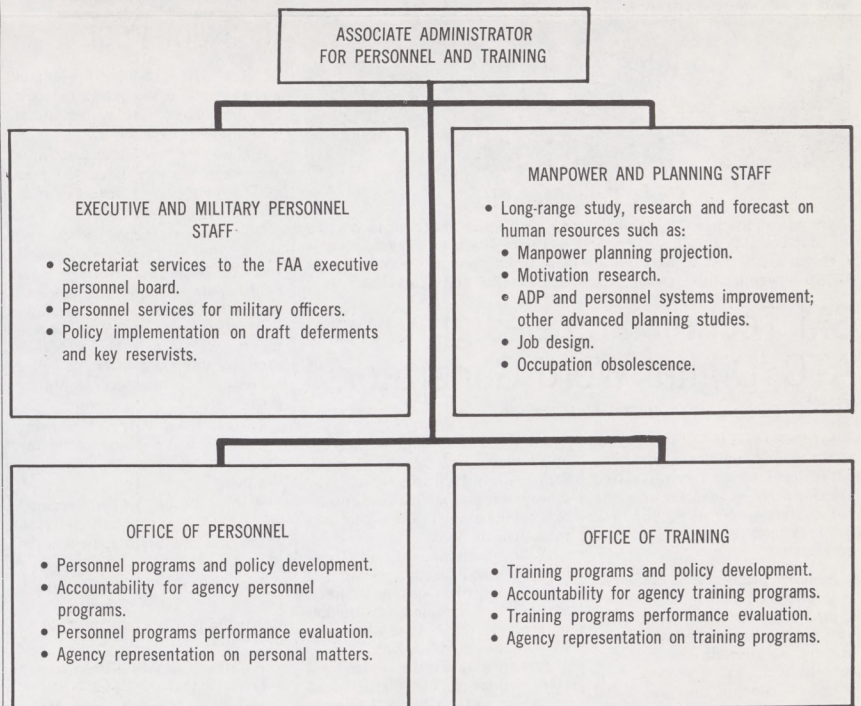 ASSOCIATE ADMINISTRATOR
FOR PERSONNEL AND TRAINING
EXECUTIVE AND MILITARY PERSONNEL
STAFF
• Secretariat services to the FAA executive
personnel board.
• Personnel services for military officers.
• Policy implementation on draft deferments
and key reservists.
MANPOWER AND PLANNING STAFF
• Long-range study, research and forecast on
human resources such as:
• Manpower planning projection.
• Motivation research.
• ADP and personnel systems improvement;
other advanced planning studies.
• Job design.
• Occupation obsolescence.
OFFICE OF PERSONNEL
• Personnel programs and policy development.
• Accountability for agency personnel
programs.
• Personnel programs performance evaluation.
• Agency representation on personal matters.
OFFICE OF TRAINING
• Training programs and policy development.
• Accountability for agency training programs.
• Training programs performance evaluation.
• Agency representation on training programs.